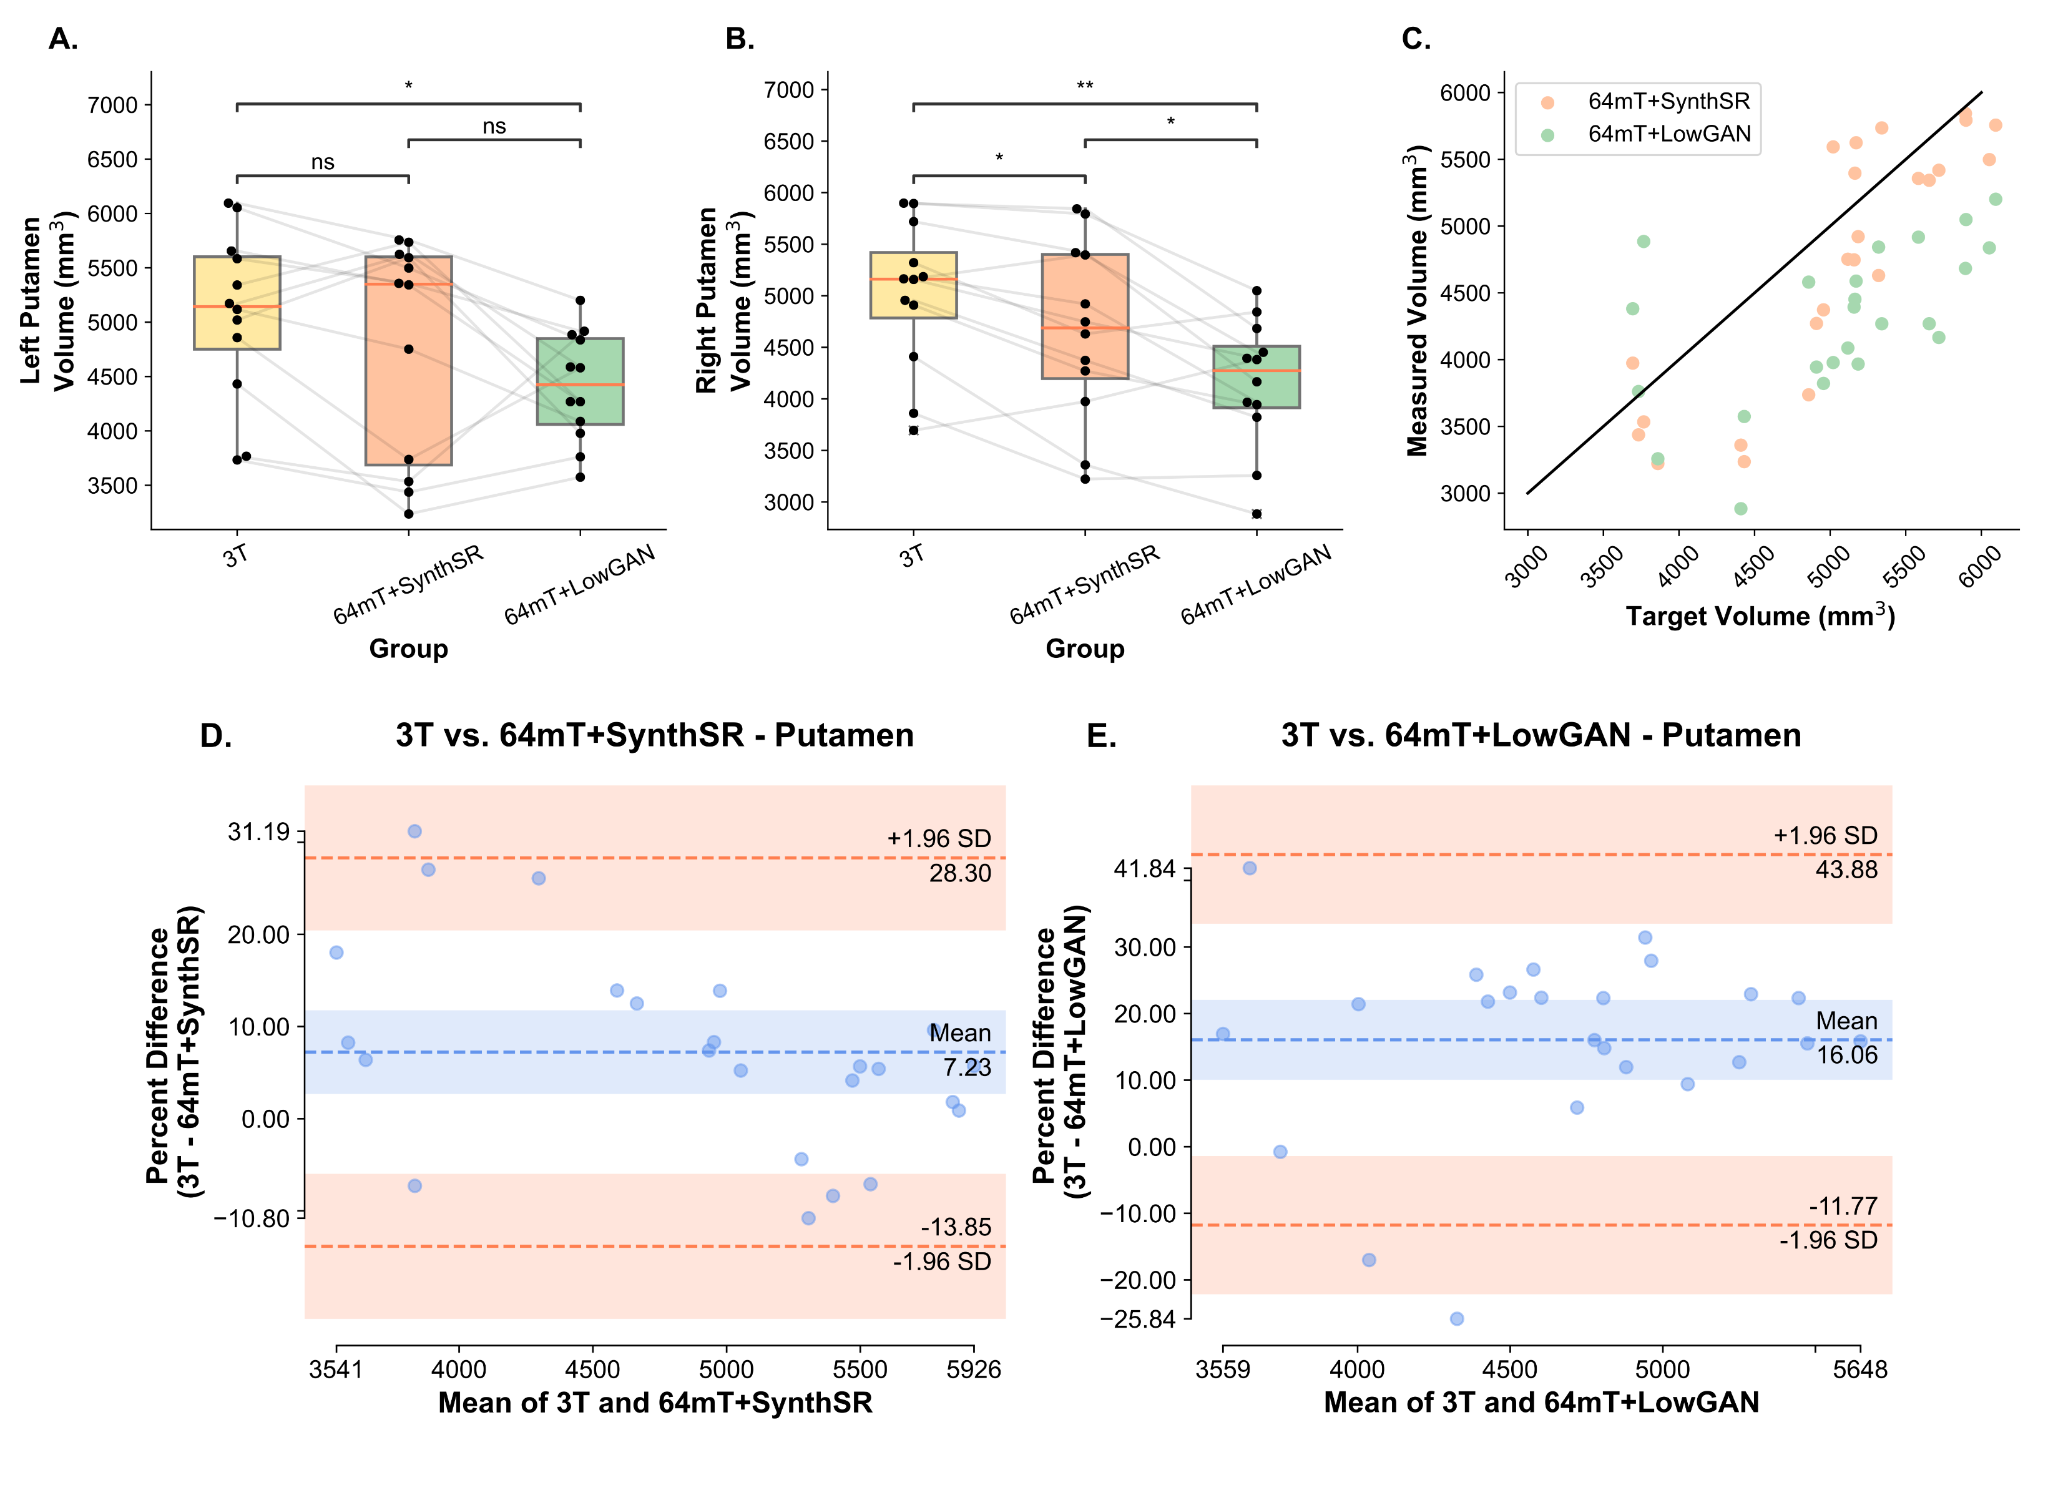 A.
*
ns
ns
7000
6500
6000
5500
5000
4500
4000
3500
Left Putamen
Volume (mm³)
3T
64mT+SynthSR
64mT+LowGAN
Group
B.
**
*
*
7000
6500
6000
5500
5000
4500
4000
3500
3000
Right Putamen
Volume (mm³)
3T
64mT+SynthSR
64mT+LowGAN
Group
C.
64mT+SynthSR
64mT+LowGAN
6000
5500
5000
4500
4000
3500
3000
Measured Volume (mm³)
3000
3500
4000
4500
5000
5500
6000
Target Volume (mm³)
D.
3T vs. 64mT+SynthSR - Putamen
31.19
20.00
10.00
0.00
−10.80
Percent Difference
(3T - 64mT+SynthSR)
+1.96 SD
28.30
Mean
7.23
-13.85
-1.96 SD
3541
4000
4500
5000
5500
5926
Mean of 3T and 64mT+SynthSR
E.
3T vs. 64mT+LowGAN - Putamen
41.84
30.00
20.00
10.00
0.00
−10.00
−20.00
−25.84
Percent Difference
(3T - 64mT+LowGAN)
+1.96 SD
43.88
Mean
16.06
-11.77
-1.96 SD
3559
4000
4500
5000
5648
Mean of 3T and 64mT+LowGAN